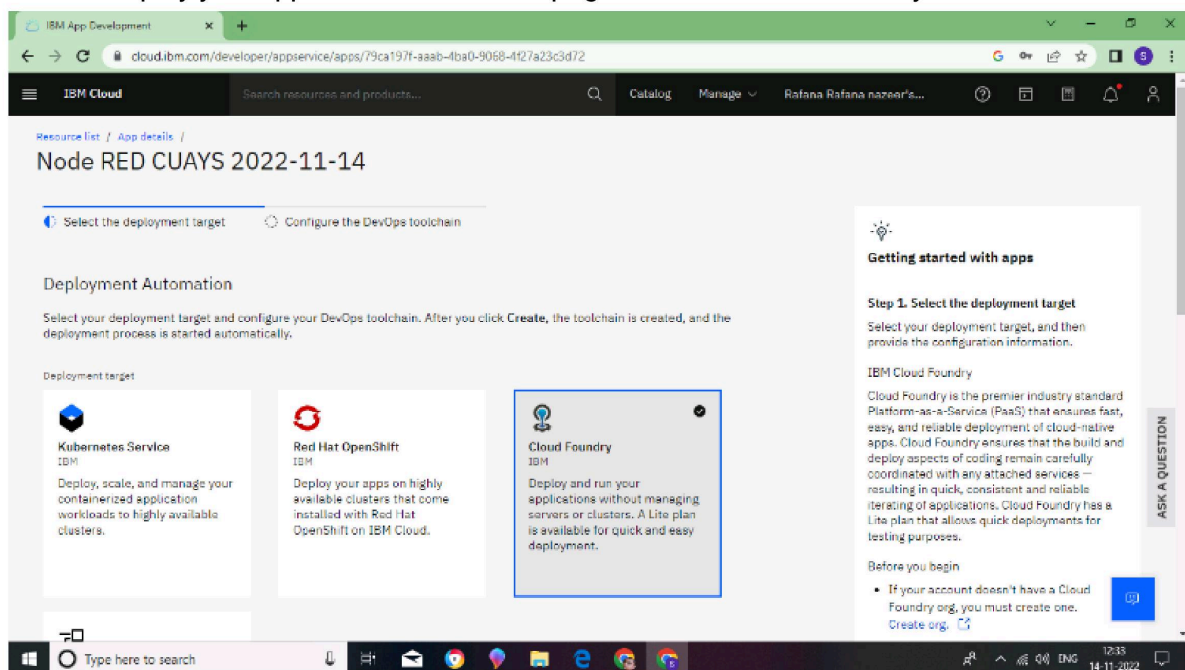 IBM App Development
cloud.ibm.com/developer/appservice/apps/79ca197f-aaab-4ba0-9068-4f27a23c3d72
IBM Cloud
Search resources and products...
Catalog
Manage
Rafana Rafana nazeer's...
Resource list / App details /
Node RED CUAYS 2022-11-14
Select the deployment target
Configure the DevOps toolchain
Deployment Automation
Select your deployment target and configure your DevOps toolchain. After you click Create, the toolchain is created, and the
deployment process is started automatically.
Deployment target
Kubernetes Service
IBM
Deploy, scale, and manage your
containerized application
workloads to highly available
clusters.
Red Hat OpenShift
IBM
Deploy your apps on highly
available clusters that come
installed with Red Hat
OpenShift on IBM Cloud.
Cloud Foundry
IBM
Deploy and run your
applications without managing
servers or clusters. A Lite plan
is available for quick and easy
deployment.
Getting started with apps
Step 1. Select the deployment target
Select your deployment target, and then
provide the configuration information.
IBM Cloud Foundry
Cloud Foundry is the premier industry standard
Platform-as-a-Service (PaaS) that ensures fast,
easy, and reliable deployment of cloud-native
apps. Cloud Foundry ensures that the build and
deploy aspects of coding remain carefully
coordinated with any attached services —
resulting in quick, consistent and reliable
iterating of applications. Cloud Foundry has a
Lite plan that allows quick deployments for
testing purposes.
Before you begin
• If your account doesn't have a Cloud
Foundry org, you must create one.
Create org.
ASK A QUESTION
Type here to search
ENG
12:33
14-11-2022